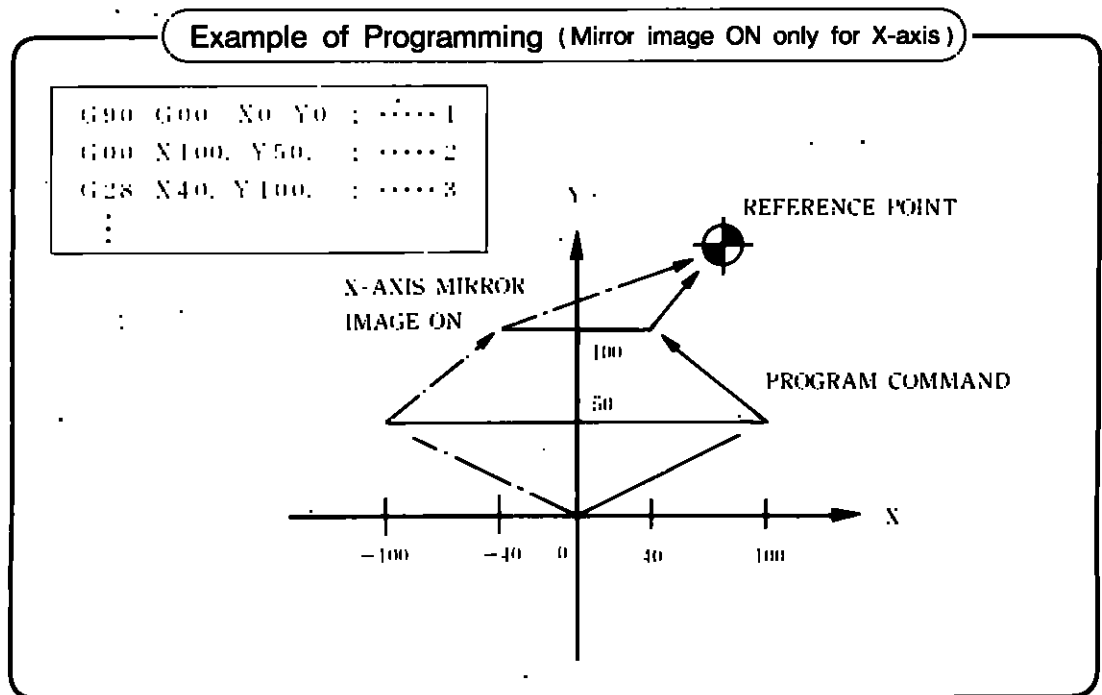 Example of Programming (Mirror image ON only for X-axis)
G90 G00 X0 Y0 ; ..... 1
G00 X100. Y50. ; ..... 2
G28 X40. Y100. ; ..... 3
⋮
Y
REFERENCE POINT
X-AXIS MIRROR
IMAGE ON
100
PROGRAM COMMAND
50
X
-100 -40 0 40 100